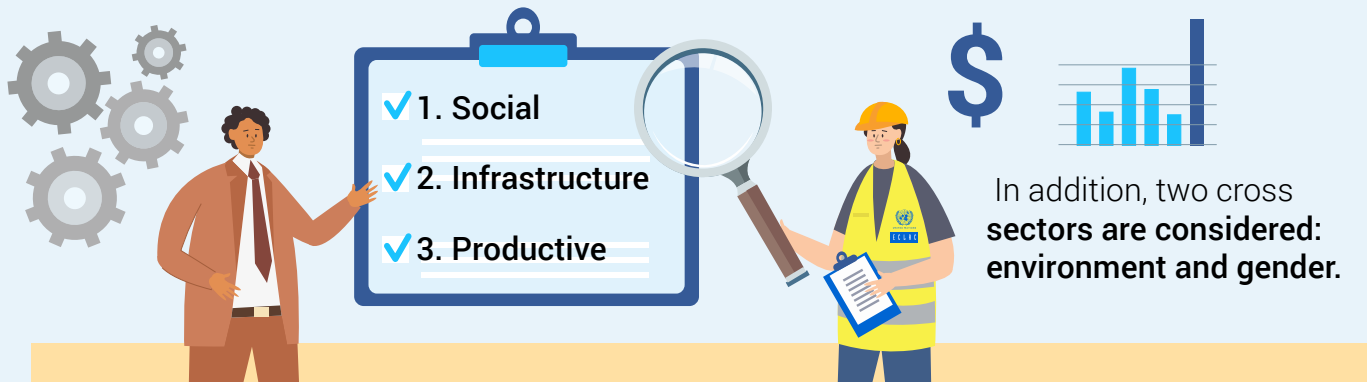 1. Social
2. Infrastructure
3. Productive
$
In addition, two cross
sectors are considered:
environment and gender.
ECLAC